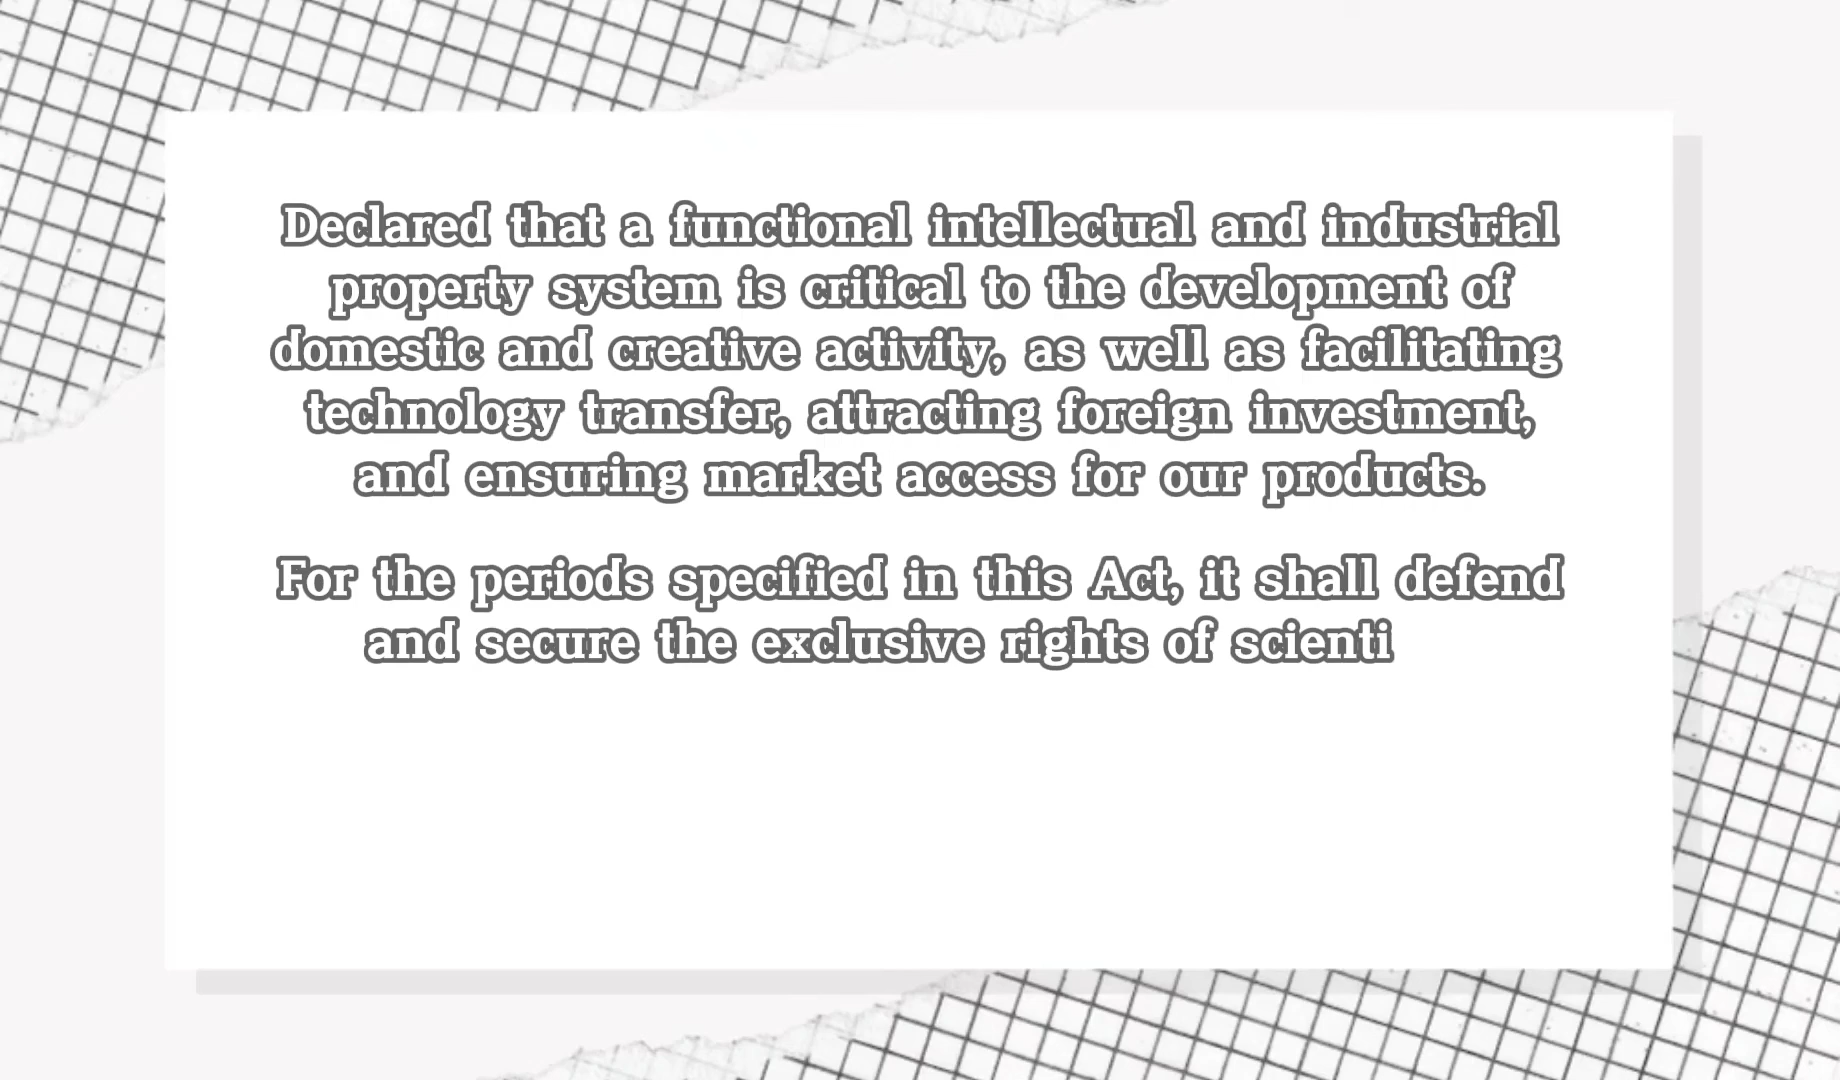 Declared that a functional intellectual and industrial
property system is critical to the development of
domestic and creative activity, as well as facilitating
technology transfer, attracting foreign investment,
and ensuring market access for our products.
For the periods specified in this Act, it shall defend
and secure the exclusive rights of scienti